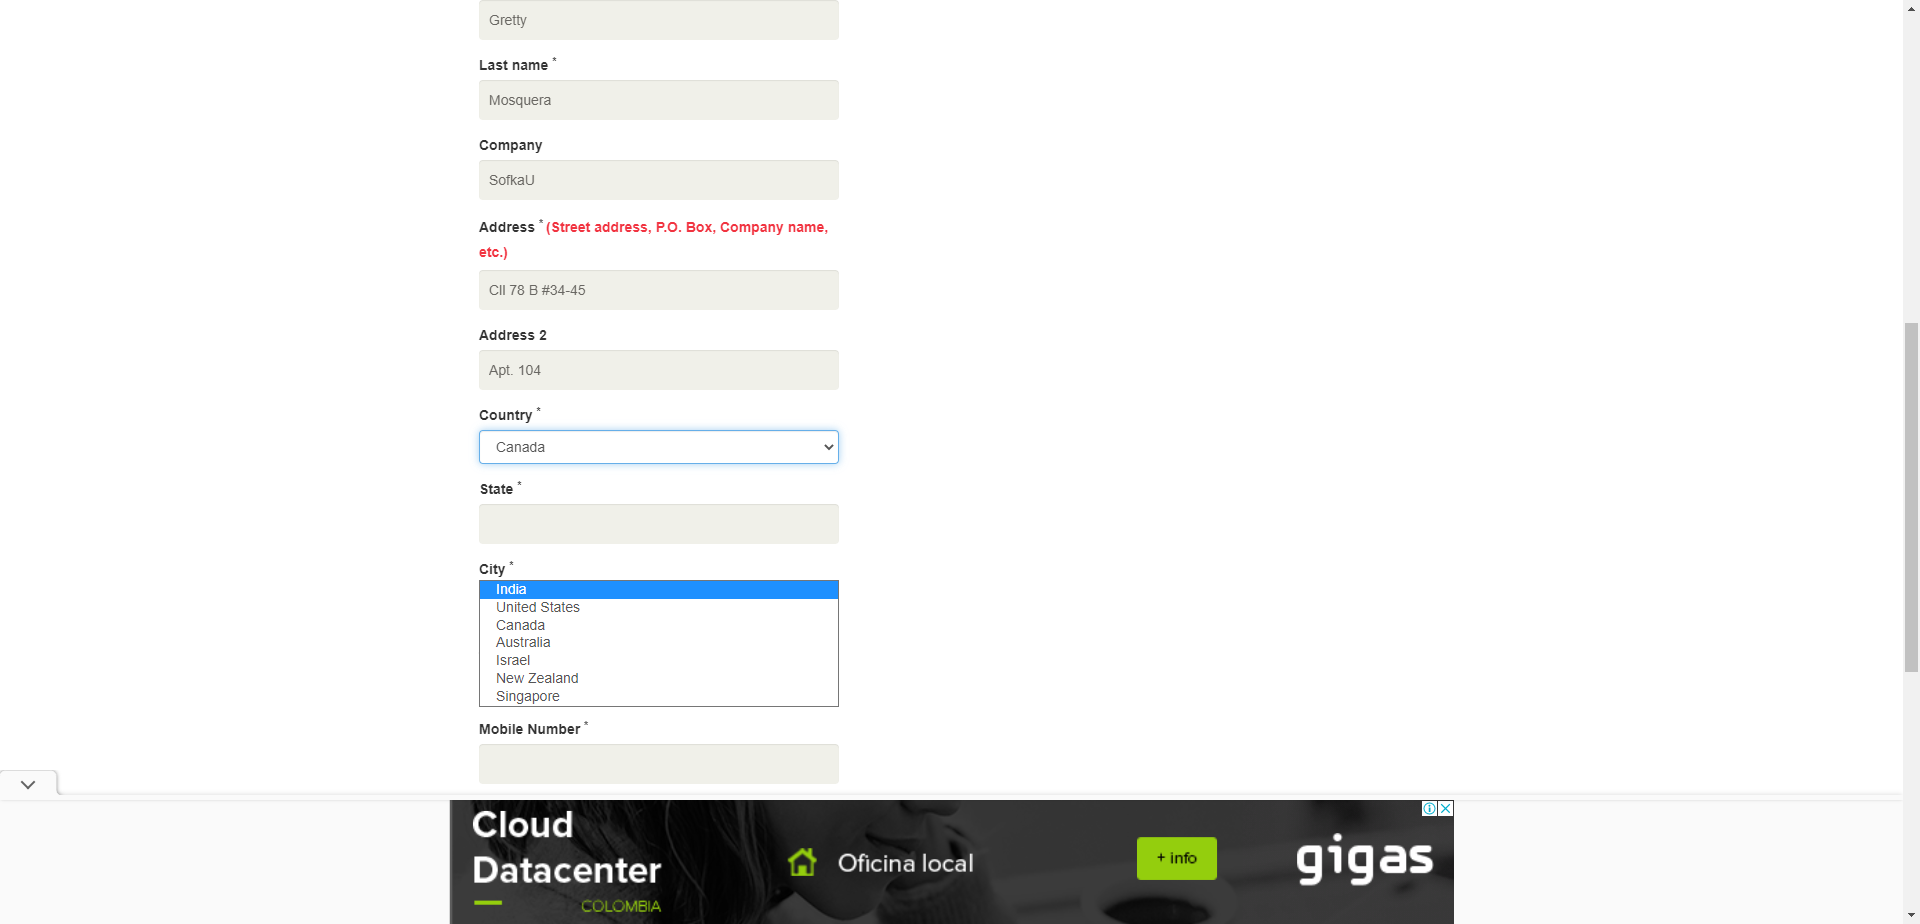 Gretty
Last name *
Mosquera
Company
SofkaU
Address * (Street address, P.O. Box, Company name,
etc.)
Cll 78 B #34-45
Address 2
Apt. 104
Country *
Canada
State *
City *
India
United States
Canada
Australia
Israel
New Zealand
Singapore
Mobile Number *
Cloud
Datacenter
COLOMBIA
Oficina local
+ info
gigas